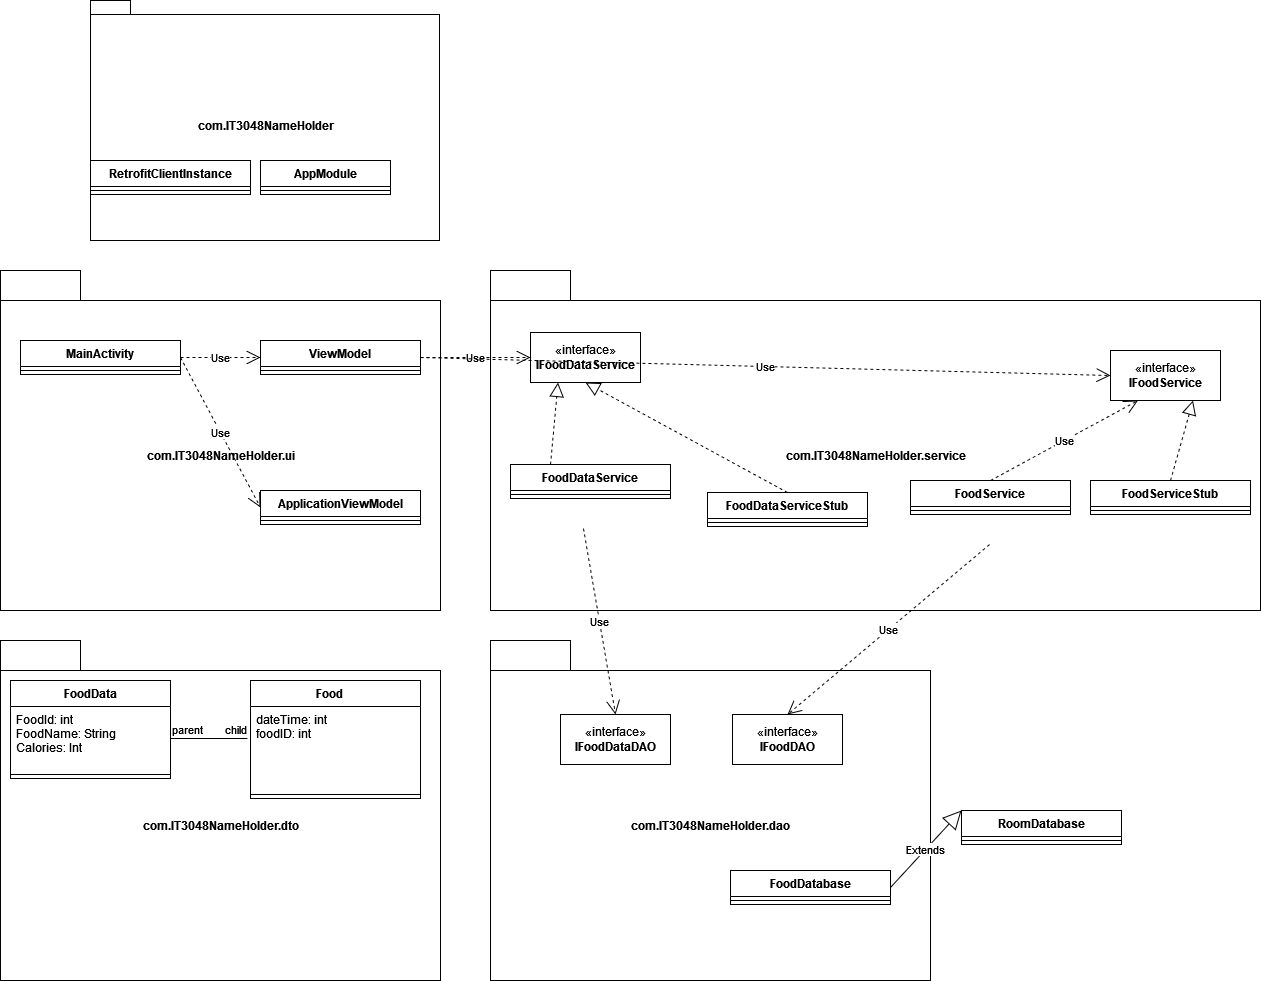 com.IT3048NameHolder
RetrofitClientInstance
AppModule
MainActivity
Use
ViewModel
Use
com.IT3048NameHolder.ui
ApplicationViewModel
Use
«interface»
IFoodDataService
Use
«interface»
IFoodService
Use
com.IT3048NameHolder.service
FoodDataService
FoodDataServiceStub
FoodService
FoodServiceStub
Use
Use
FoodData
FoodId: int
FoodName: String
Calories: Int
parent
child
Food
dateTime: int
foodID: int
com.IT3048NameHolder.dto
«interface»
IFoodDataDAO
«interface»
IFoodDAO
com.IT3048NameHolder.dao
RoomDatabase
Extends
FoodDatabase